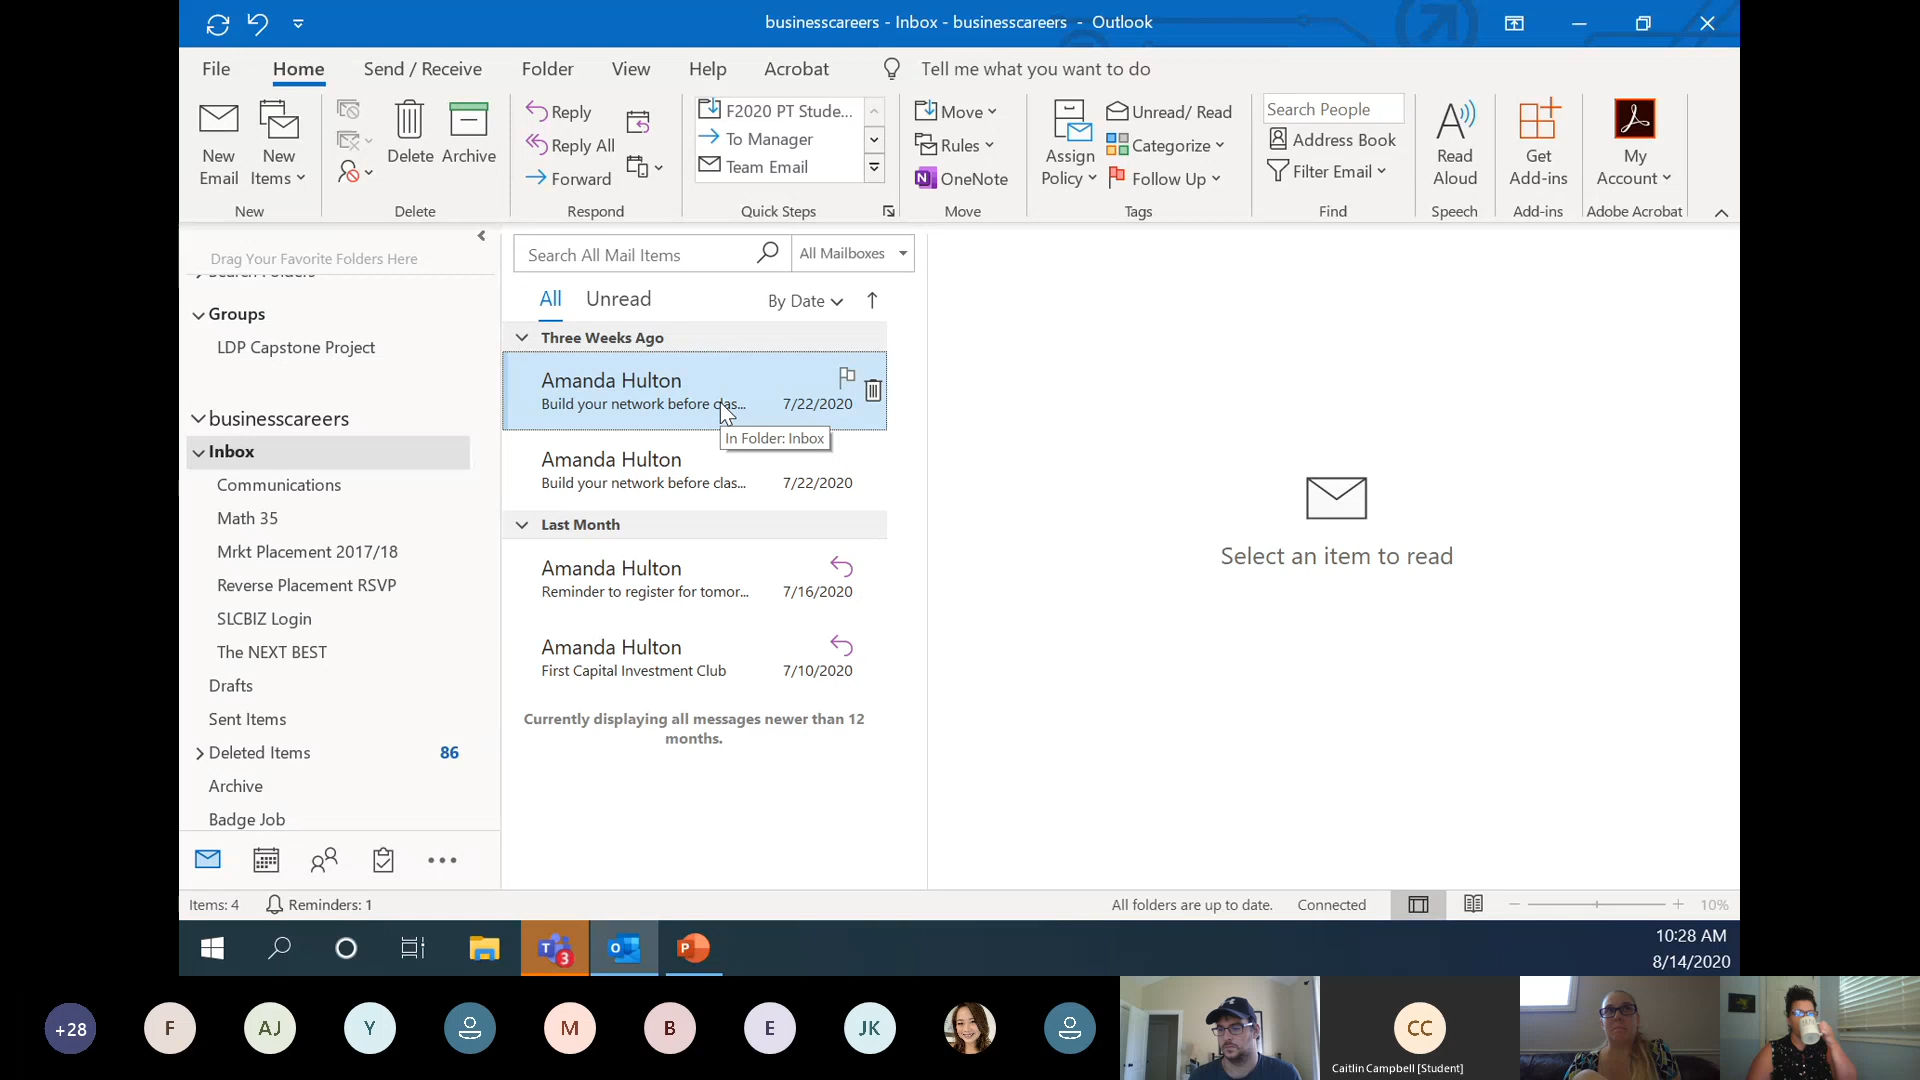 businesscareers - Inbox - businesscareers - Outlook
File Home Send / Receive Folder View Help Acrobat Tell me what you want to do
New Email
New Items
New
Delete
Archive
Delete
Reply
Reply All
Forward
Respond
F2020 PT Stude...
To Manager
Team Email
Quick Steps
Move
Rules
OneNote
Move
Assign Policy
Unread/ Read
Categorize
Follow Up
Tags
Search People
Address Book
Filter Email
Find
Read Aloud
Speech
Get Add-ins
Add-ins
My Account
Adobe Acrobat
Drag Your Favorite Folders Here
Search Folders
Groups
LDP Capstone Project
businesscareers
Inbox
Communications
Math 35
Mrkt Placement 2017/18
Reverse Placement RSVP
SLCBIZ Login
The NEXT BEST
Drafts
Sent Items
Deleted Items 86
Archive
Badge Job
Search All Mail Items
All Mailboxes
All Unread By Date
Three Weeks Ago
Amanda Hulton
Build your network before clas... 7/22/2020
In Folder: Inbox
Amanda Hulton
Build your network before clas... 7/22/2020
Last Month
Amanda Hulton
Reminder to register for tomor... 7/16/2020
Amanda Hulton
First Capital Investment Club 7/10/2020
Currently displaying all messages newer than 12
months.
Select an item to read
Items: 4 Reminders: 1 All folders are up to date. Connected 10%
3
10:28 AM
8/14/2020
+28 F AJ Y M B E JK CC
Caitlin Campbell [Student]